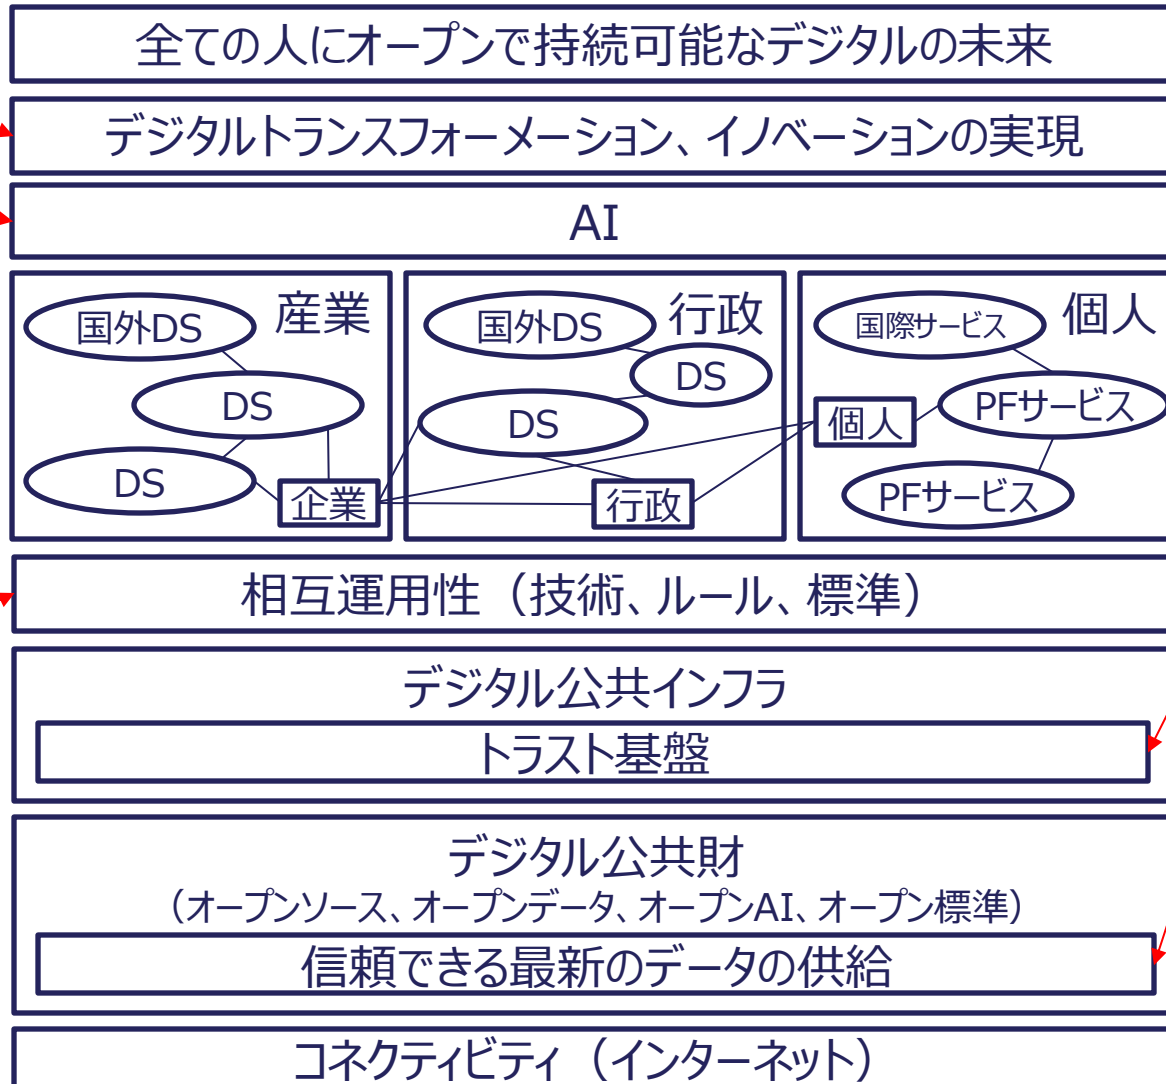 全ての人にオープンで持続可能なデジタルの未来
デジタルトランスフォーメーション、イノベーションの実現
AI
産業
国外DS
DS
DS
企業
行政
国外DS
DS
DS
行政
個人
国際サービス
PFサービス
個人
PFサービス
相互運用性（技術、ルール、標準）
デジタル公共インフラ
トラスト基盤
デジタル公共財
（オープンソース、オープンデータ、オープンAI、オープン標準）
信頼できる最新のデータの供給
コネクティビティ（インターネット）